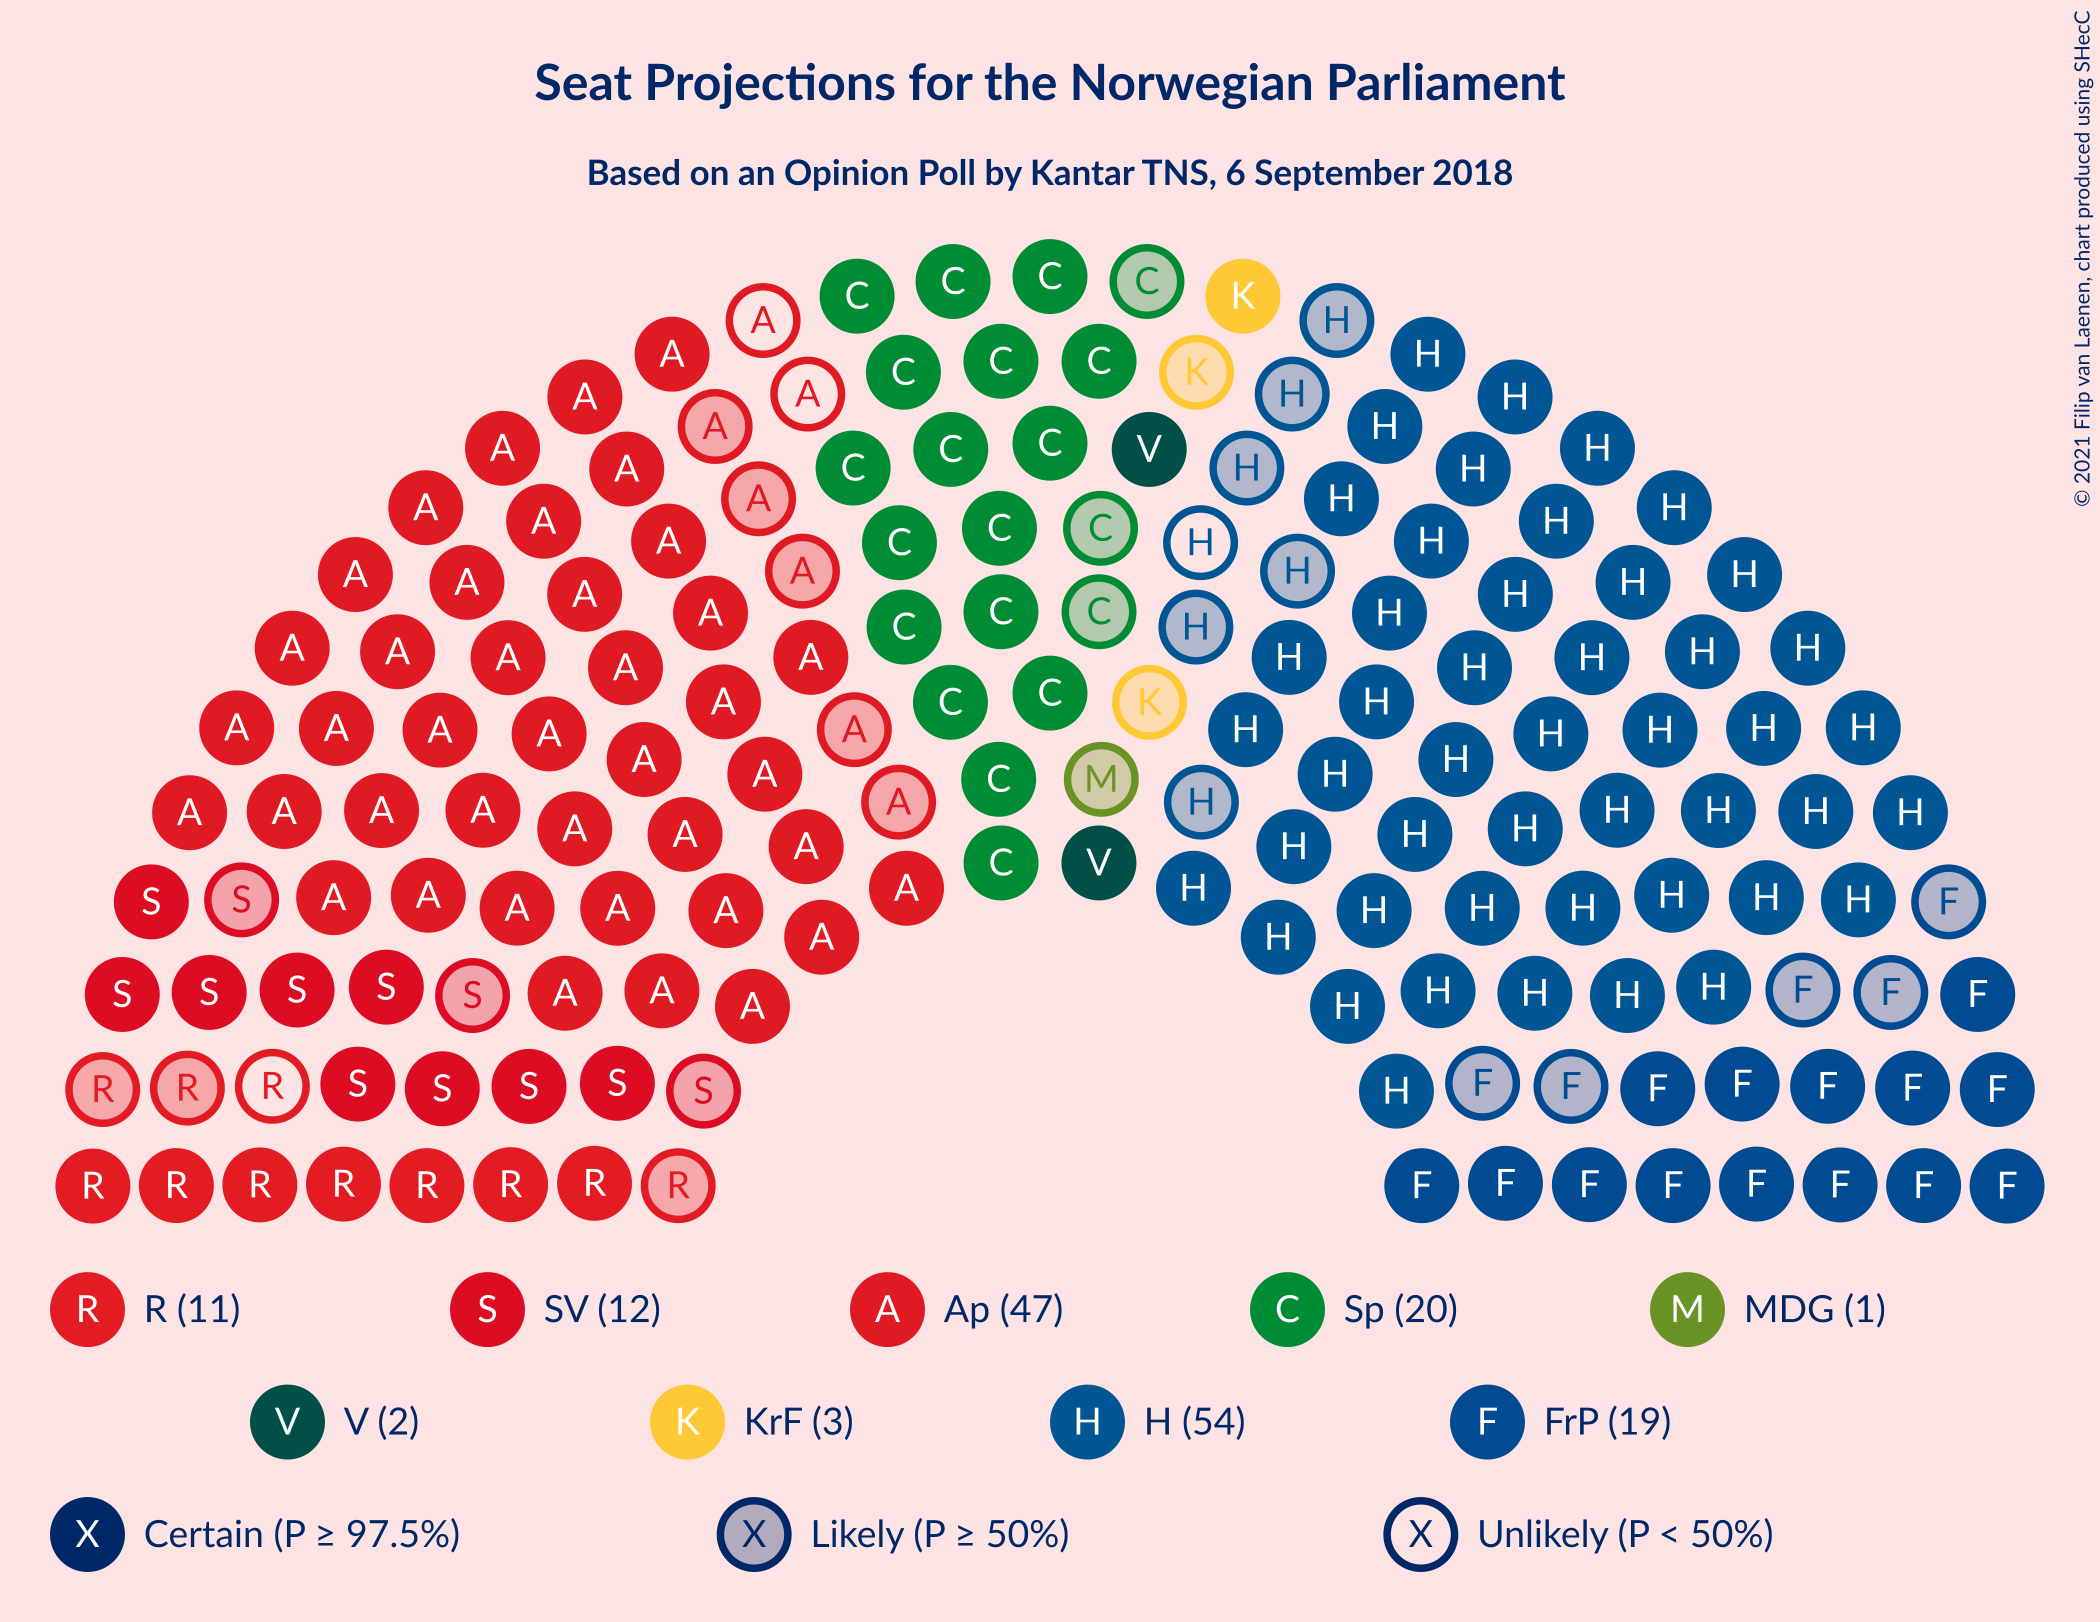 Seat Projections for the Norwegian Parliament
Based on an Opinion Poll by Kantar TNS, 6 September 2018
© 2021 Filip van Laenen, chart produced using SHecC
C C C C K
A A H H
A C C C K H
A A A H H H
A A C C C V H H H H
A A A C C C H H H H
A A A A C C C H H H H H
A A A A A C C K H H H H H
A A A A A A A C M H H H H H H H
A A A A A A A C V H H H H H H H
S S A A A A A A H H H H H H H F
S S S S S A A A H H H H H F F F
R R R S S S S S H F F F F F F F
R R R R R R R R F F F F F F F F
R R (11) S SV (12) A Ap (47) C Sp (20) M MDG (1)
V V (2) K KrF (3) H H (54) F FrP (19)
X Certain (P ≥ 97.5%) X Likely (P ≥ 50%) X Unlikely (P < 50%)